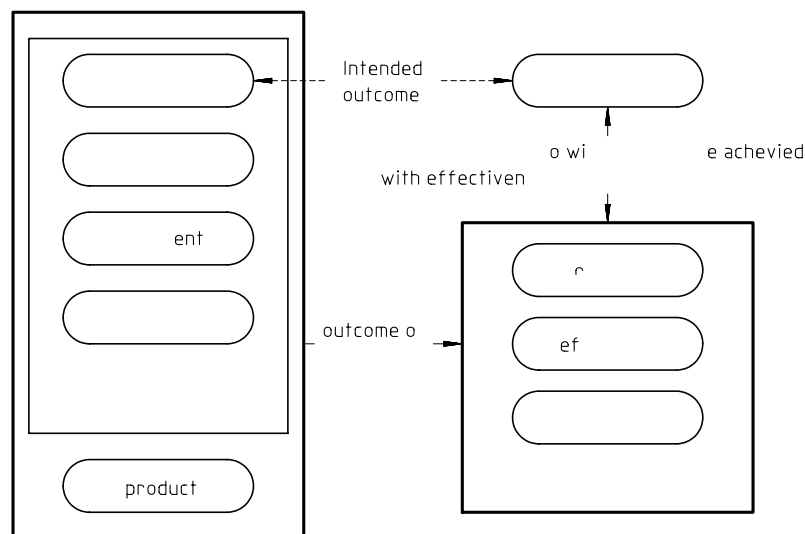 Intended
outcome
o wi e achevied
with effectiven
ent
r
outcome o
ef
product